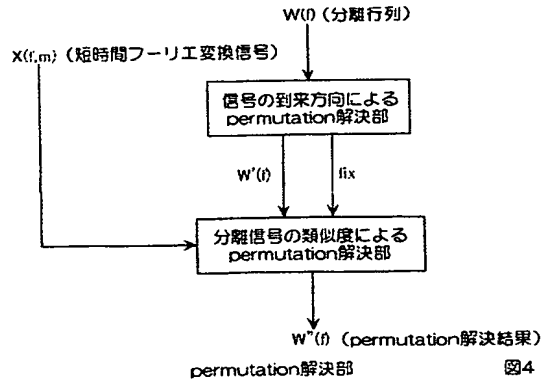 W(f)（分離行列）
X(f,m)（短時間フーリエ変換信号）
信号の到来方向による
permutation解決部
W'(f)
fix
分離信号の類似度による
permutation解決部
W"(f)（permutation解決結果）
permutation解決部
図4